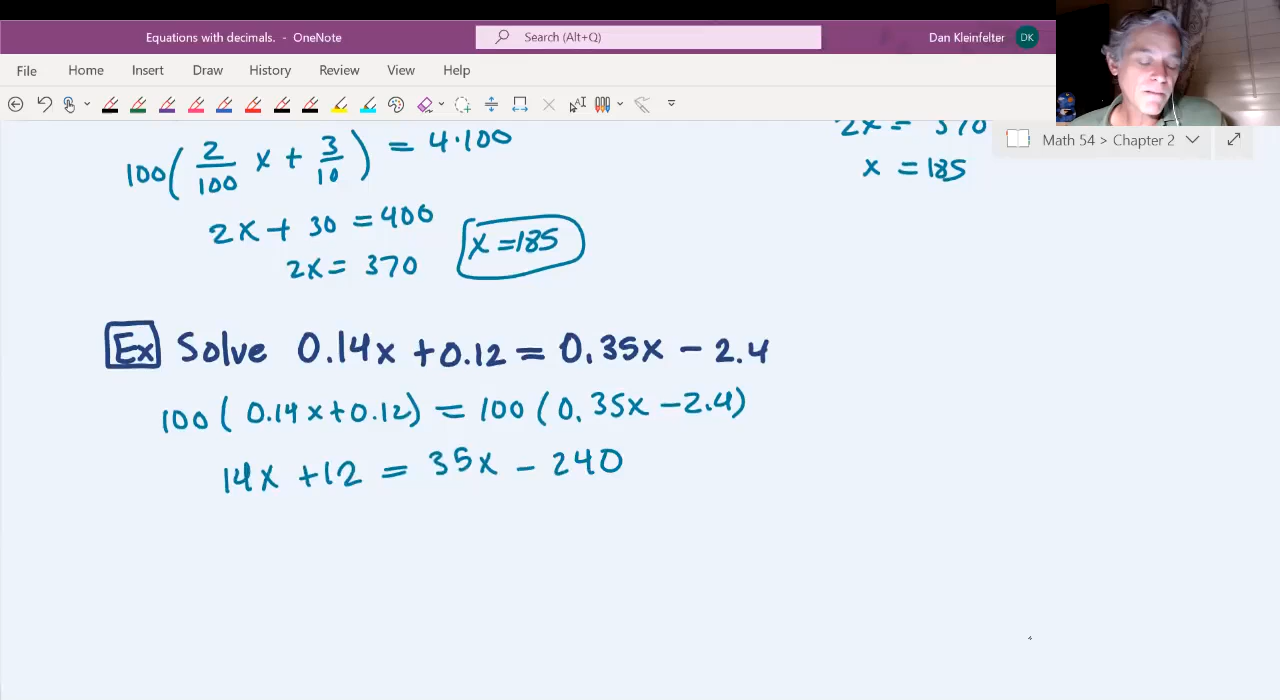 Equations with decimals. - OneNote
Search (Alt+Q)
Dan Kleinfelter
DK
File Home Insert Draw History Review View Help
Math 54 > Chapter 2
2x = 370
x = 185
100( 2/100 x + 3/10 ) = 4·100
2x + 30 = 400
2x = 370
x = 185
Ex Solve 0.14x + 0.12 = 0.35x - 2.4
100( 0.14x + 0.12) = 100 (0.35x - 2.4)
14x + 12 = 35x - 240